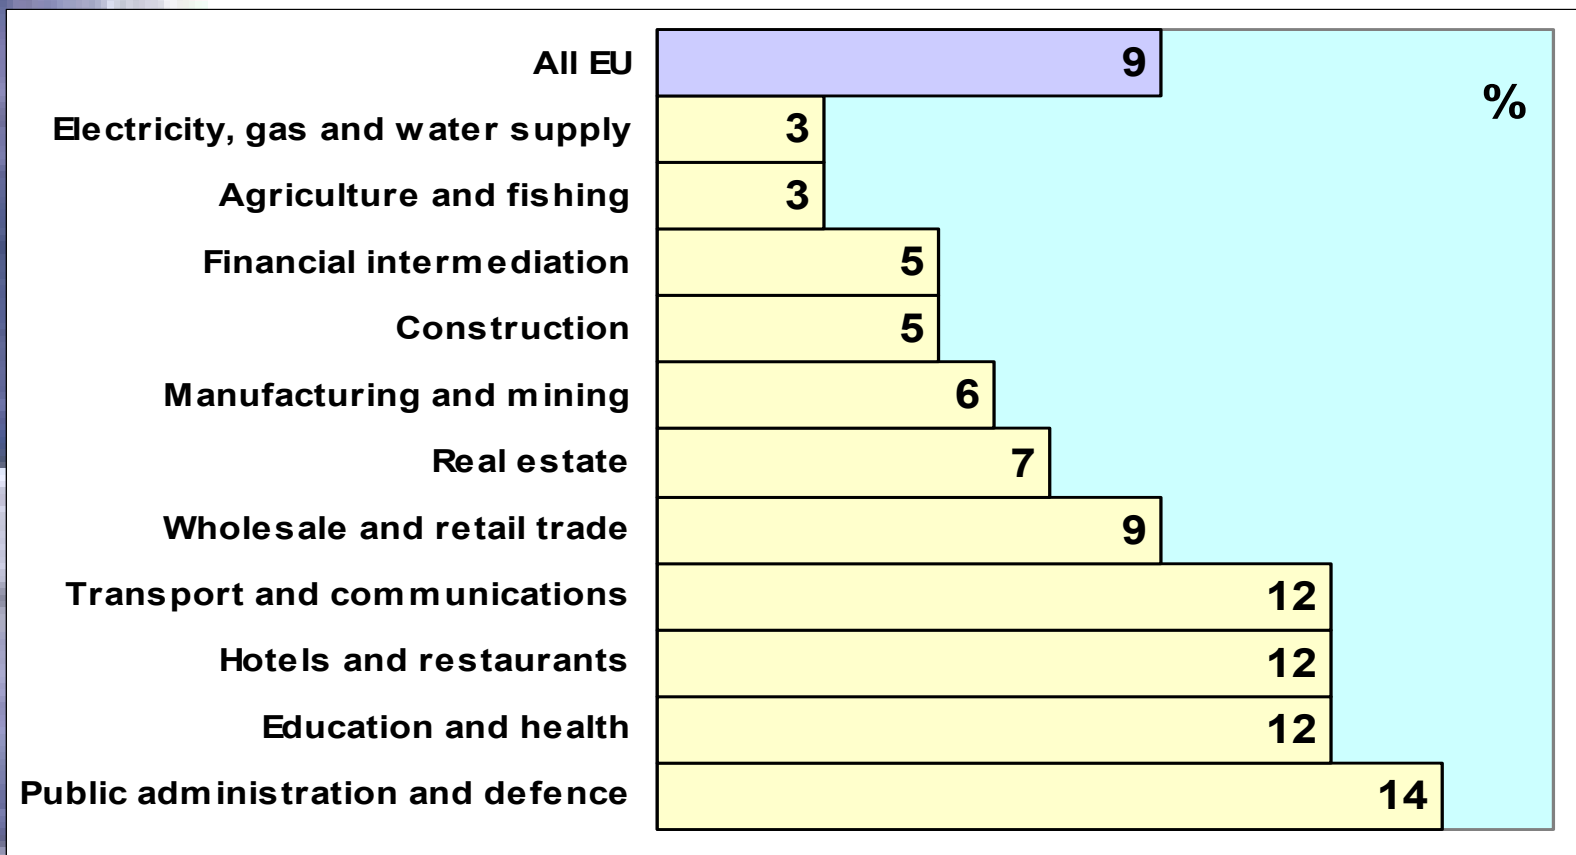 All EU 9
%
Electricity, gas and water supply 3
Agriculture and fishing 3
Financial intermediation 5
Construction 5
Manufacturing and mining 6
Real estate 7
Wholesale and retail trade 9
Transport and communications 12
Hotels and restaurants 12
Education and health 12
Public administration and defence 14